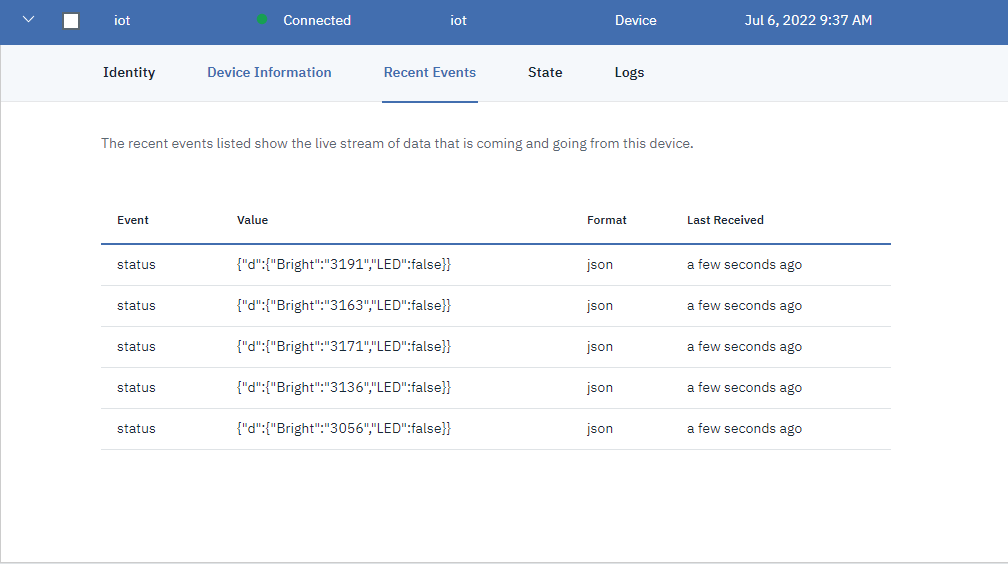 iot Connected iot Device Jul 6, 2022 9:37 AM
Identity Device Information Recent Events State Logs
The recent events listed show the live stream of data that is coming and going from this device.
Event Value Format Last Received
status {"d":{"Bright":"3191","LED":false}} json a few seconds ago
status {"d":{"Bright":"3163","LED":false}} json a few seconds ago
status {"d":{"Bright":"3171","LED":false}} json a few seconds ago
status {"d":{"Bright":"3136","LED":false}} json a few seconds ago
status {"d":{"Bright":"3056","LED":false}} json a few seconds ago